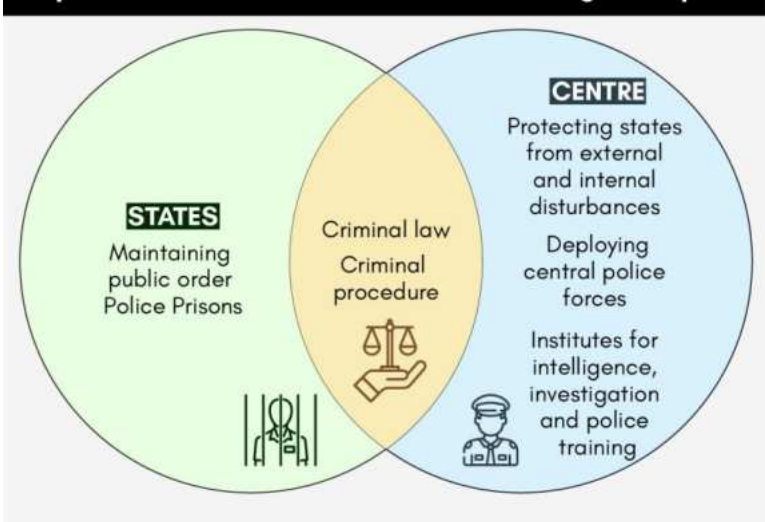 STATES
Maintaining
public order
Police Prisons
Criminal law
Criminal
procedure
CENTRE
Protecting states
from external
and internal
disturbances
Deploying
central police
forces
Institutes for
intelligence,
investigation
and police
training